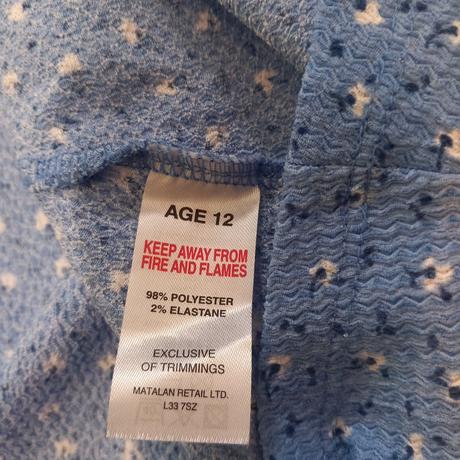 AGE 12
KEEP AWAY FROM
FIRE AND FLAMES
98% POLYESTER
2% ELASTANE
EXCLUSIVE
OF TRIMMINGS
MATALAN RETAIL LTD.
L33 7SZ